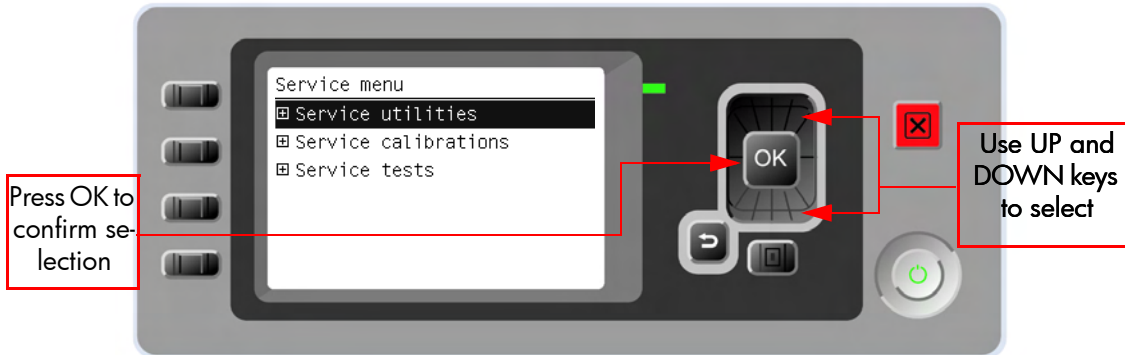 Service menu
Service utilities
Service calibrations
Service tests
OK
Press OK to
confirm se-
lection
Use UP and
DOWN keys
to select